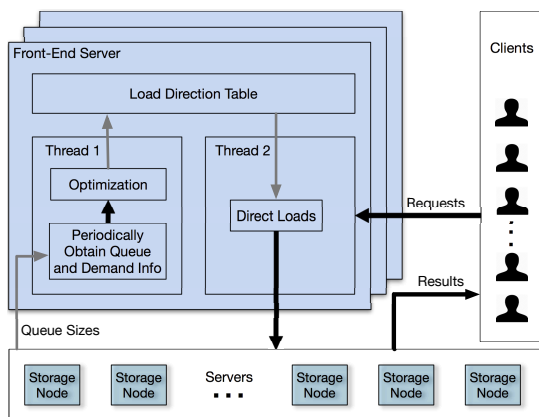 Front-End Server
Clients
Load Direction Table
Thread 1
Thread 2
Optimization
Direct Loads
Requests
Periodically
Obtain Queue
and Demand Info
Results
Queue Sizes
Storage
Node
Storage
Node
Servers
Storage
Node
Storage
Node
Storage
Node